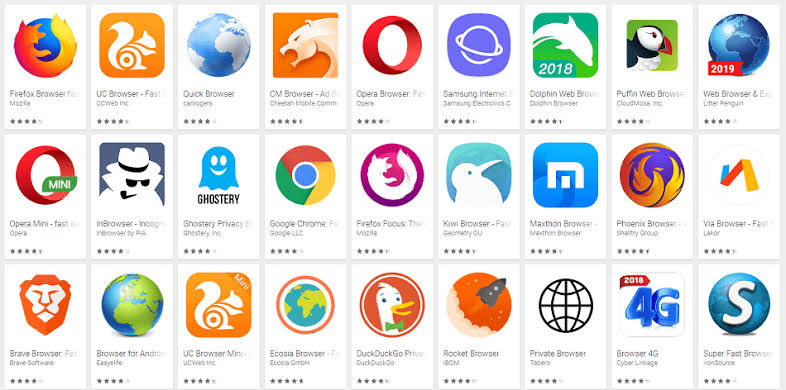 Firefox Browser: fas
Mozilla
UC Browser - Fast
UCWeb Inc.
Quick Browser
sarlrogers
CM Browser - Ad B
Cheetah Mobile Comm
Opera Browser: Fa
Opera
Samsung Internet B
Samsung Electronics C
2018
Dolphin Web Brows
Dolphin Browser
Puffin Web Browse
CloudMosa, Inc.
2019
Web Browser & Exp
Litter Penguin
MINI
Opera Mini - fast w
Opera
InBrowser - Incogn
InBrowser by PIA.
GHOSTERY
Ghostery Privacy B
Ghostery, Inc.
Google Chrome: Fa
Google LLC
Firefox Focus: The
Mozilla
Kiwi Browser - Fast
Geometry OU
Maxthon Browser -
Maxthon Browser
Phoenix Browser -
Shalltry Group
Via Browser - Fast
Lakor
Brave Browser: Fas
Brave Software
Browser for Androi
Easyelife
Mini
UC Browser Mini -
UCWeb Inc.
Ecosia Browser - Fa
Ecosia GmbH
DuckDuckGo Privac
DuckDuckGo
Rocket Browser
IEOM
Private Browser
Tabero
2018
4G
Browser 4G
Cyber Linkage
S
Super Fast Browse
ironSource